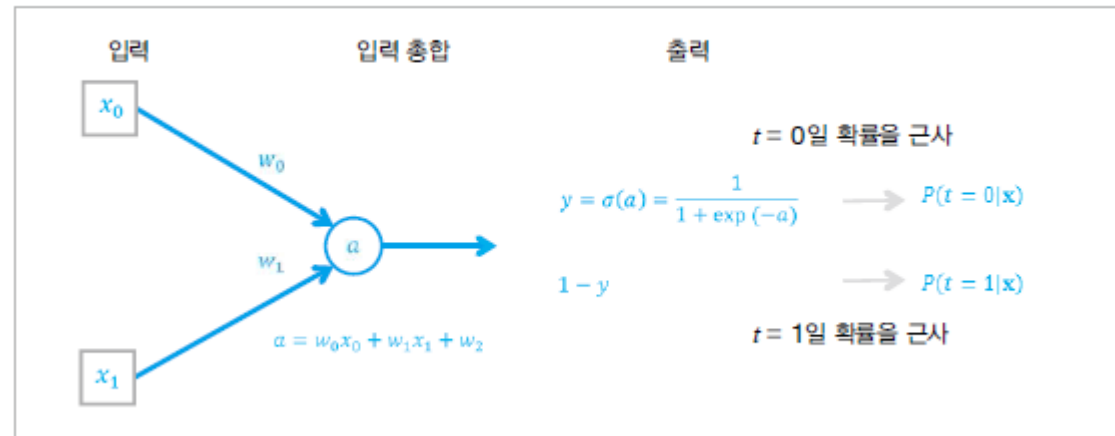 입력 입력 총합 출력
x₀
t = 0일 확률을 근사
w₀
y = σ(a) = 1 / (1 + exp (−a)) P(t = 0|x)
a
w₁
1 − y P(t = 1|x)
a = w₀x₀ + w₁x₁ + w₂
t = 1일 확률을 근사
x₁